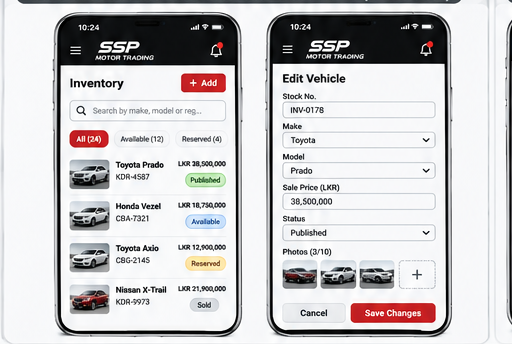 10:24
SSP
MOTOR TRADING
Inventory
+ Add
Search by make, model or reg...
All (24)
Available (12)
Reserved (4)
Toyota Prado
KDR-4587
LKR 38,500,000
Published
Honda Vezel
CBA-7321
LKR 18,750,000
Available
Toyota Axio
CBG-2145
LKR 12,900,000
Reserved
Nissan X-Trail
KDR-9973
LKR 21,900,000
Sold
10:24
SSP
MOTOR TRADING
Edit Vehicle
Stock No.
INV-0178
Make
Toyota
Model
Prado
Sale Price (LKR)
38,500,000
Status
Published
Photos (3/10)
+
Cancel
Save Changes